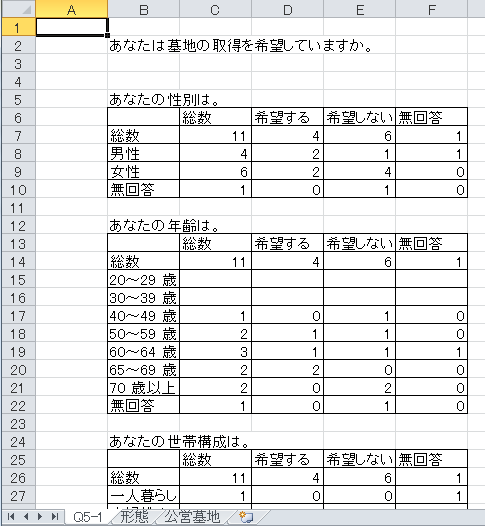 A B C D E F
1
2 あなたは墓地の取得を希望していますか。
3
4
5 あなたの性別は。
6 総数 希望する 希望しない 無回答
7 総数 11 4 6 1
8 男性 4 2 1 1
9 女性 6 2 4 0
10 無回答 1 0 1 0
11
12 あなたの年齢は。
13 総数 希望する 希望しない 無回答
14 総数 11 4 6 1
15 20～29 歳
16 30～39 歳
17 40～49 歳 1 0 1 0
18 50～59 歳 2 1 1 0
19 60～64 歳 3 1 1 1
20 65～69 歳 2 2 0 0
21 70 歳以上 2 0 2 0
22 無回答 1 0 1 0
23
24 あなたの世帯構成は。
25 総数 希望する 希望しない 無回答
26 総数 11 4 6 1
27 一人暮らし 1 0 0 1
Q5-1 形態 公営墓地